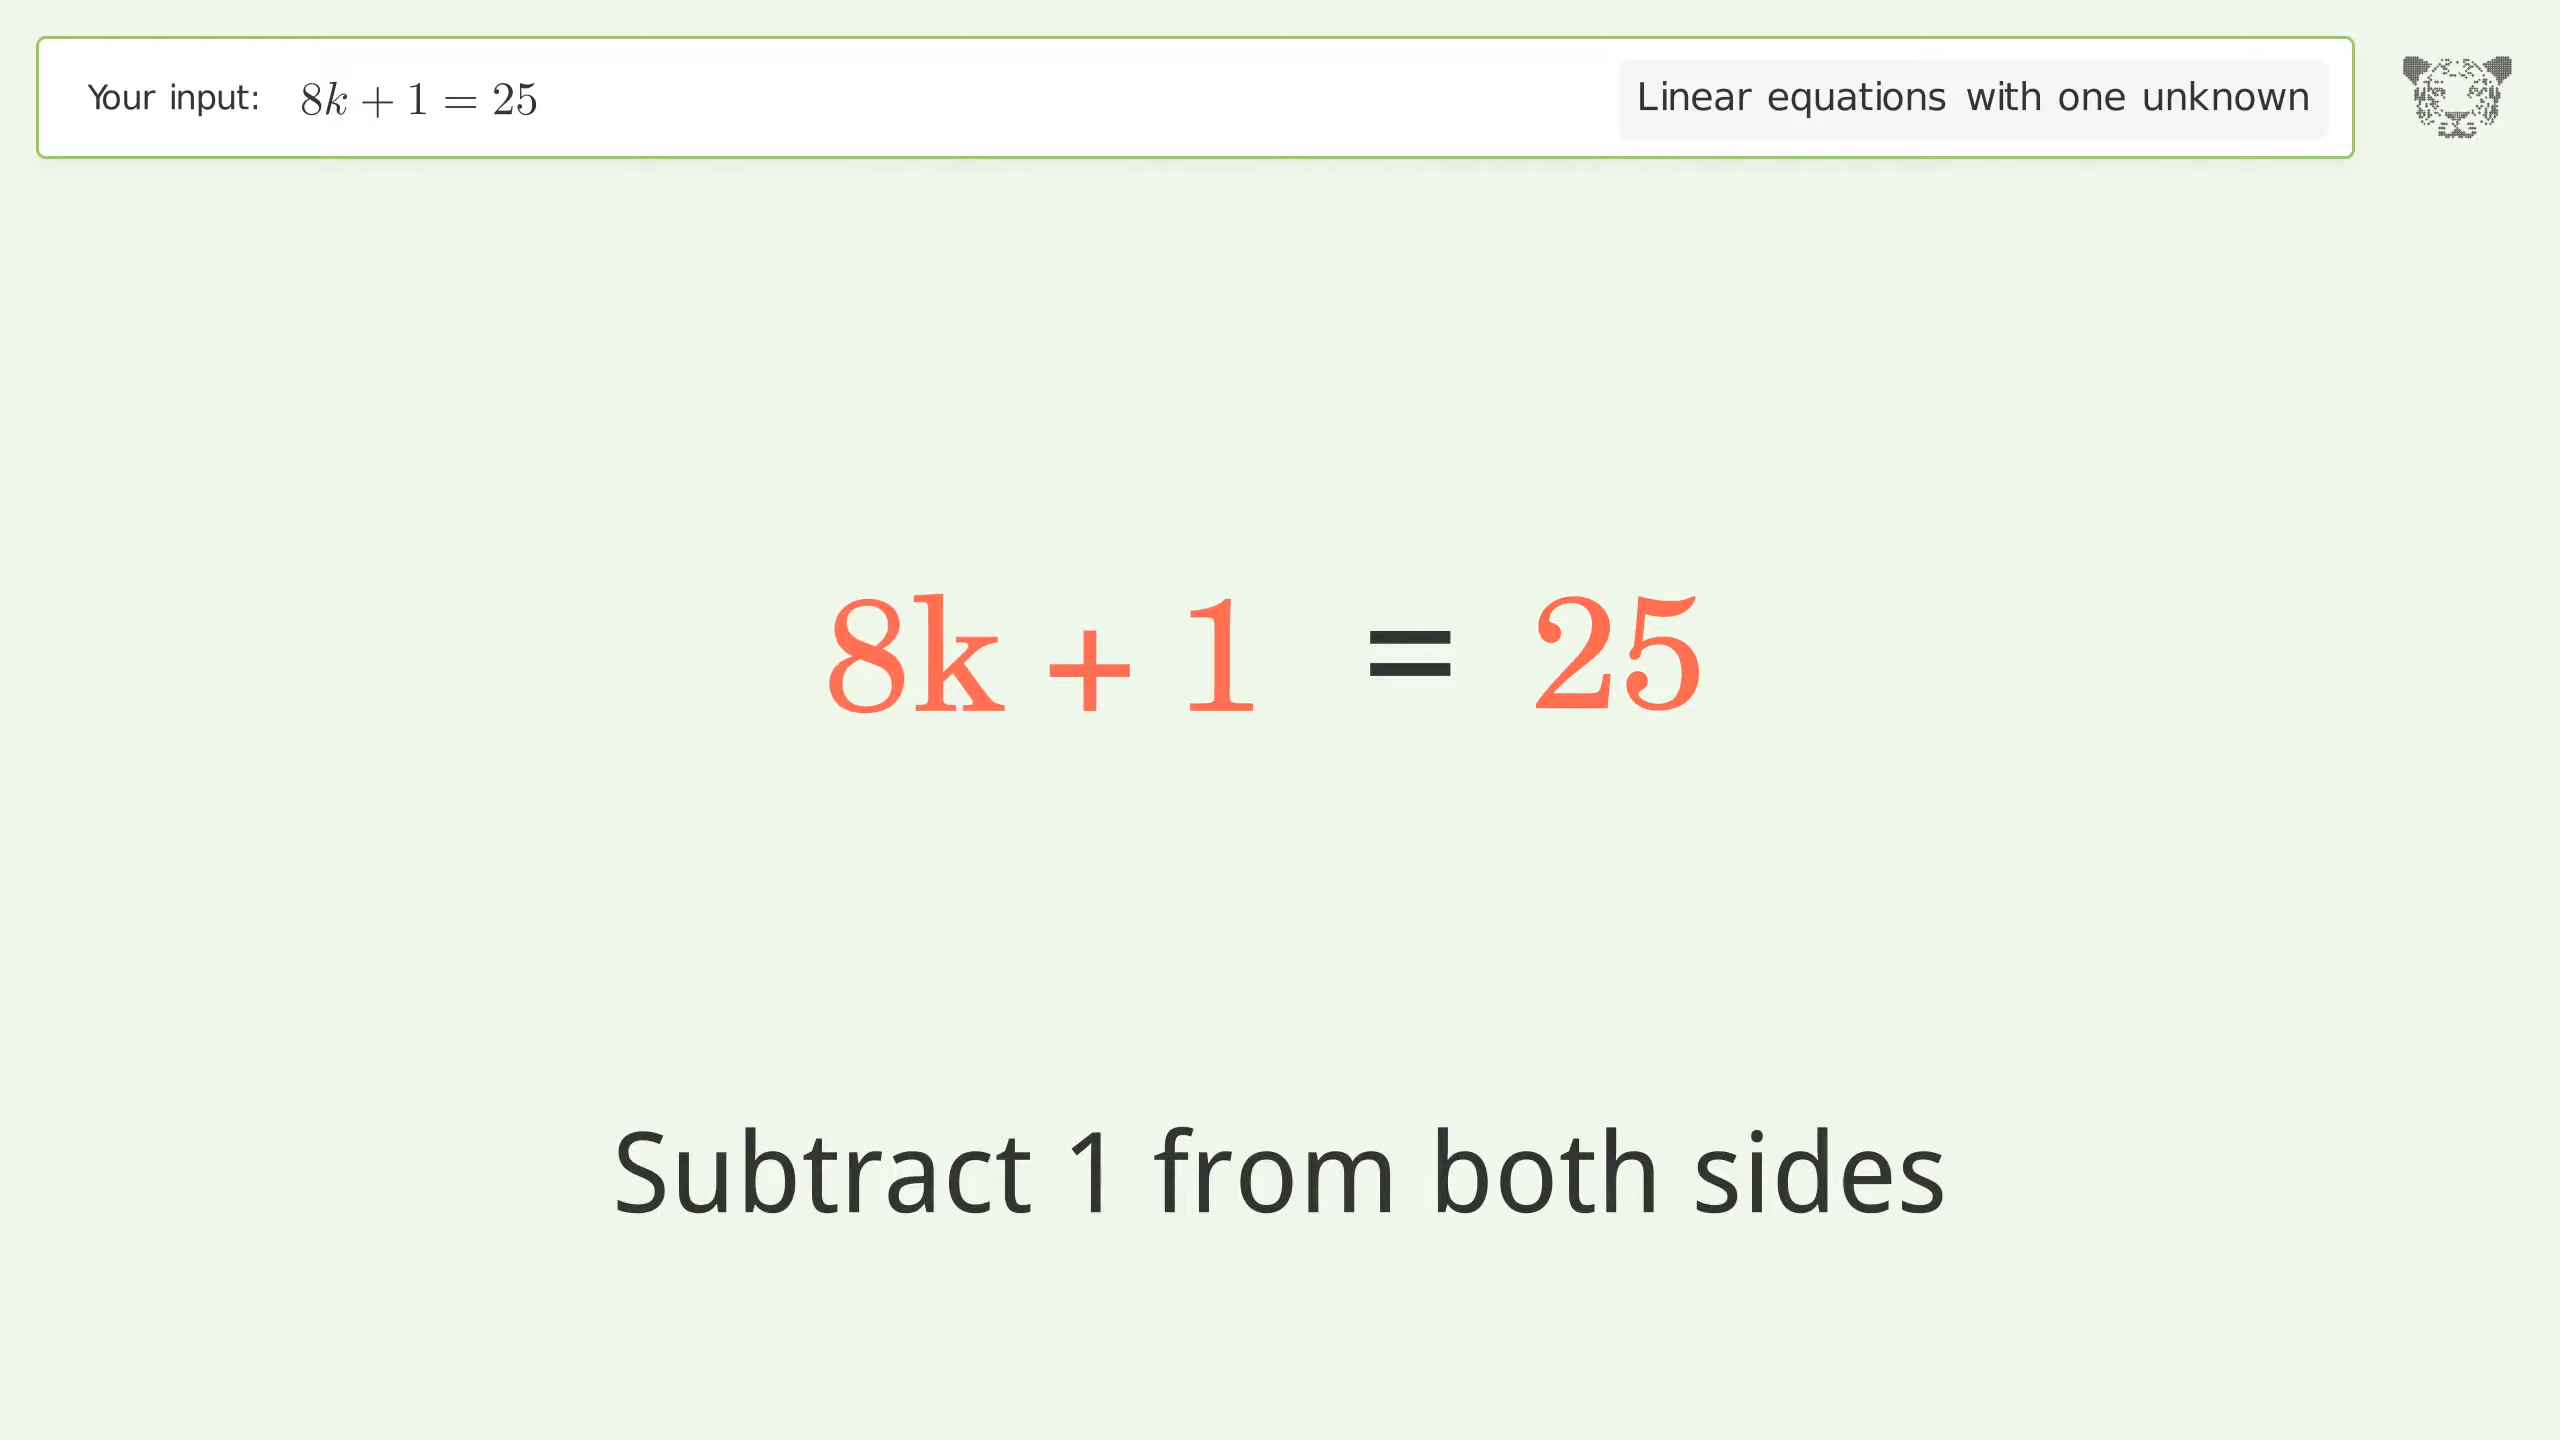 Your input: 8k + 1 = 25
Linear equations with one unknown
8k + 1 = 25
Subtract 1 from both sides